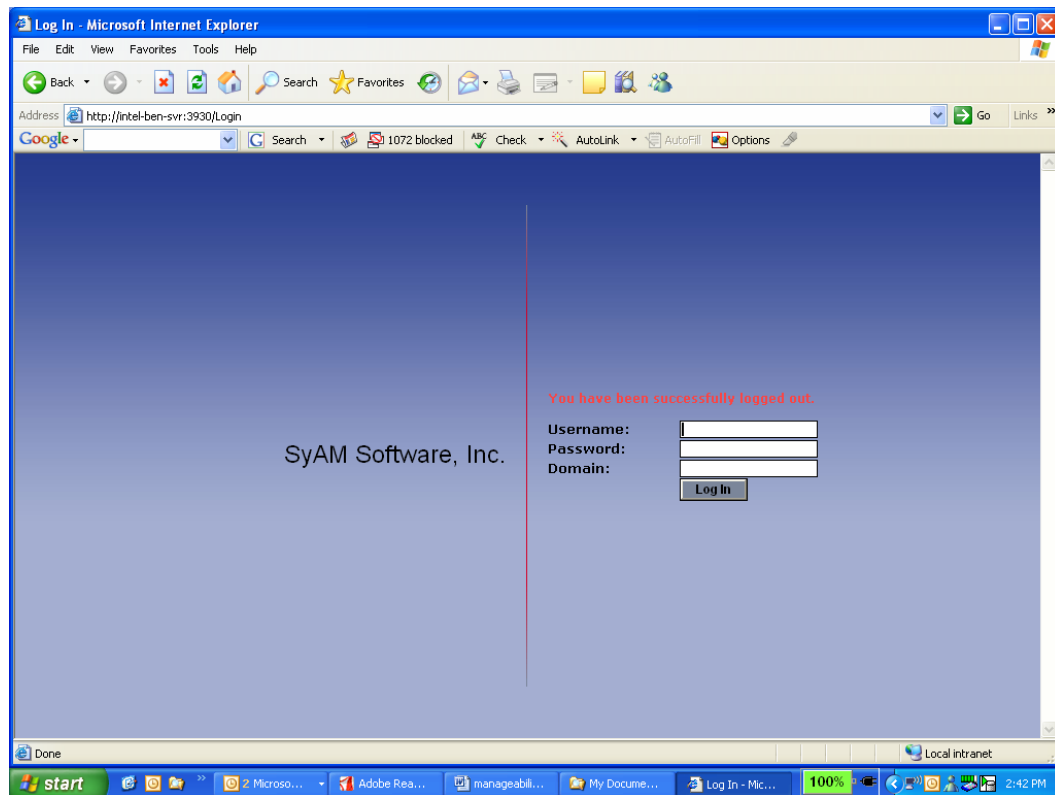 Log In - Microsoft Internet Explorer
File Edit View Favorites Tools Help
Back Search Favorites
Address http://intel-ben-svr:3930/Login Go Links »
Google Search 1072 blocked Check AutoLink AutoFill Options
You have been successfully logged out.
Username:
SyAM Software, Inc.
Password:
Domain:
Log In
Done Local intranet
start » 2 Microso... Adobe Rea... manageabili... My Docume... Log In - Mic... 100% 2:42 PM